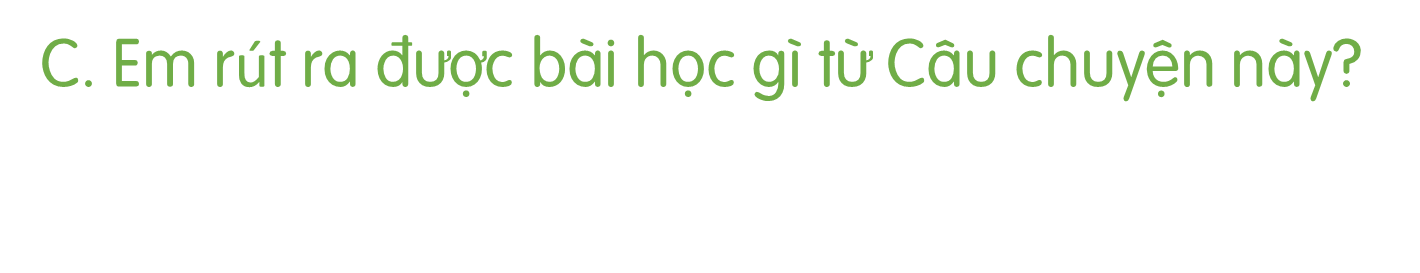 C. Em rút ra được bài học gì từ Câu chuyện này?